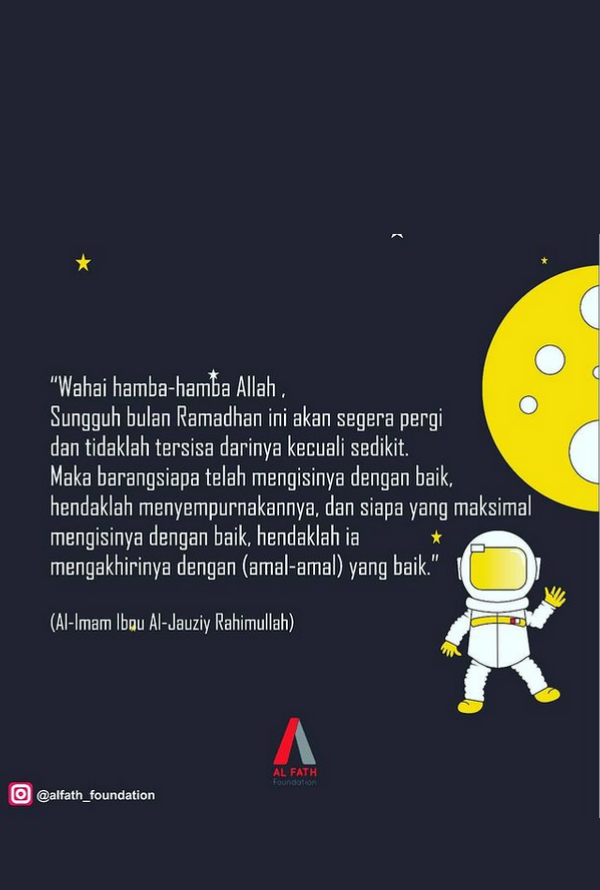 “Wahai hamba-hamba Allah ,
Sungguh bulan Ramadhan ini akan segera pergi
dan tidaklah tersisa darinya kecuali sedikit.
Maka barangsiapa telah mengisinya dengan baik,
hendaklah menyempurnakannya, dan siapa yang maksimal
mengisinya dengan baik, hendaklah ia
mengakhirinya dengan (amal-amal) yang baik.”
(Al-Imam Ibnu Al-Jauziy Rahimullah)
AL FATH
Foundation
@alfath_foundation